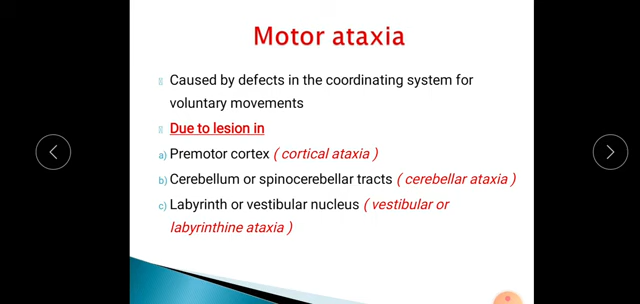 Motor ataxia
Caused by defects in the coordinating system for
voluntary movements
Due to lesion in
a) Premotor cortex ( cortical ataxia )
b) Cerebellum or spinocerebellar tracts ( cerebellar ataxia )
c) Labyrinth or vestibular nucleus ( vestibular or
labyrinthine ataxia )